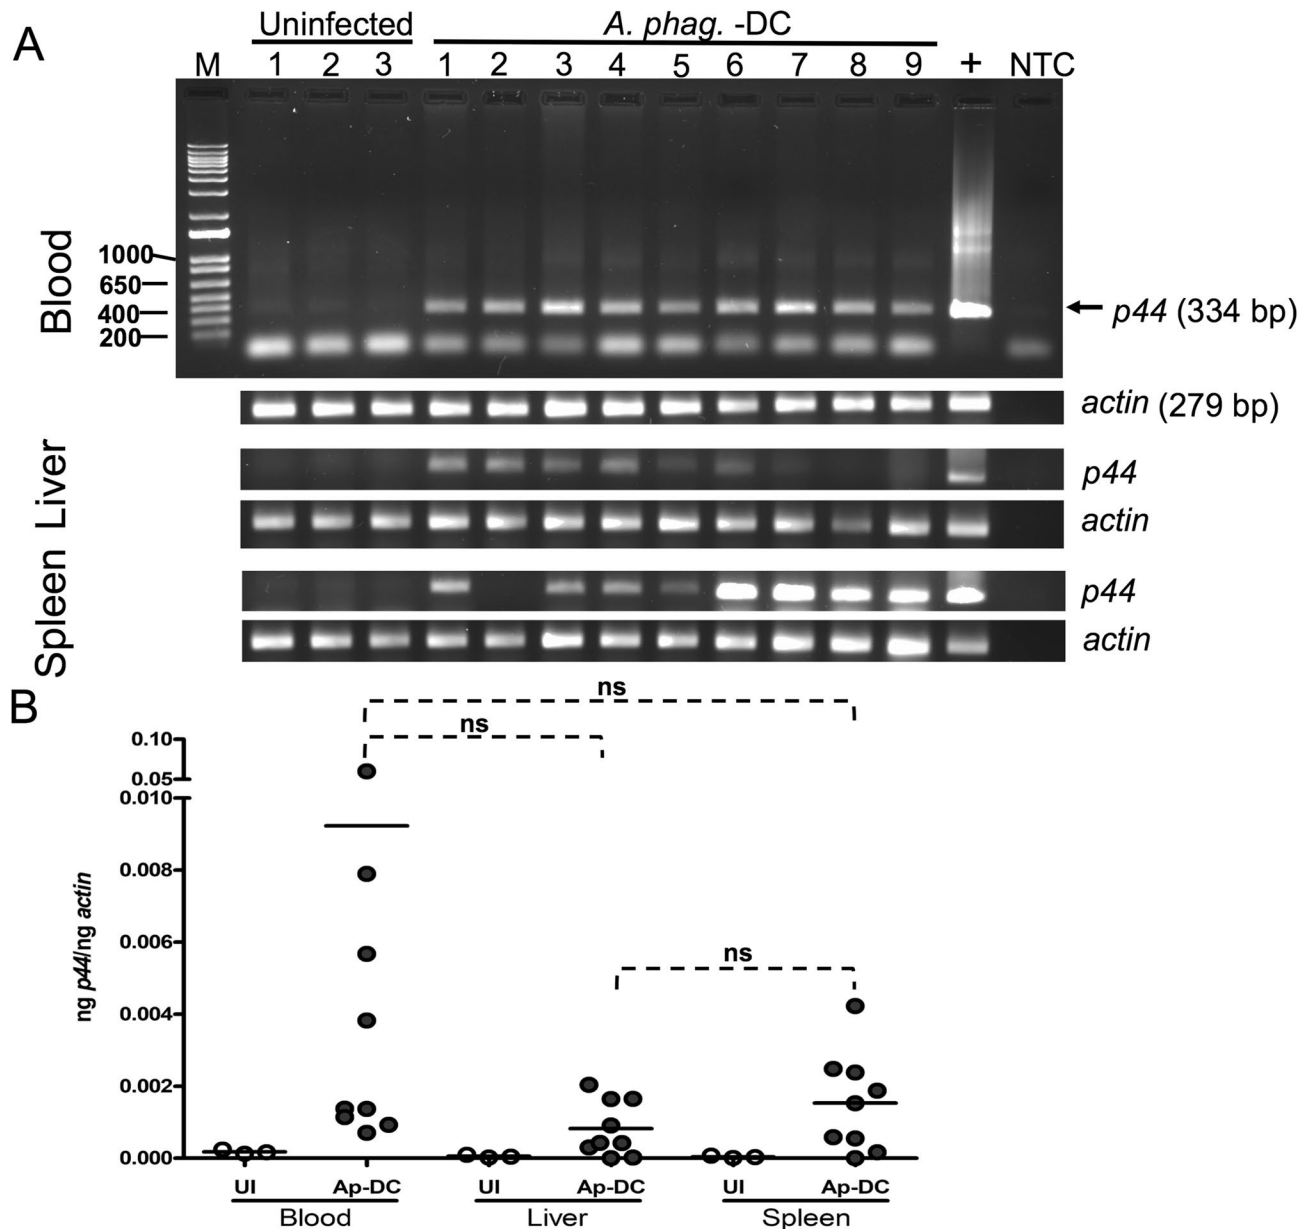 A
Uninfected A. phag. -DC
M 1 2 3 1 2 3 4 5 6 7 8 9 + NTC
Blood
1000
650
400
200
p44 (334 bp)
actin (279 bp)
Liver
p44
actin
Spleen
p44
actin
B
ns
ns
ns
ng p44/ng actin
0.10
0.05
0.010
0.008
0.006
0.004
0.002
0.000
UI Ap-DC UI Ap-DC UI Ap-DC
Blood Liver Spleen